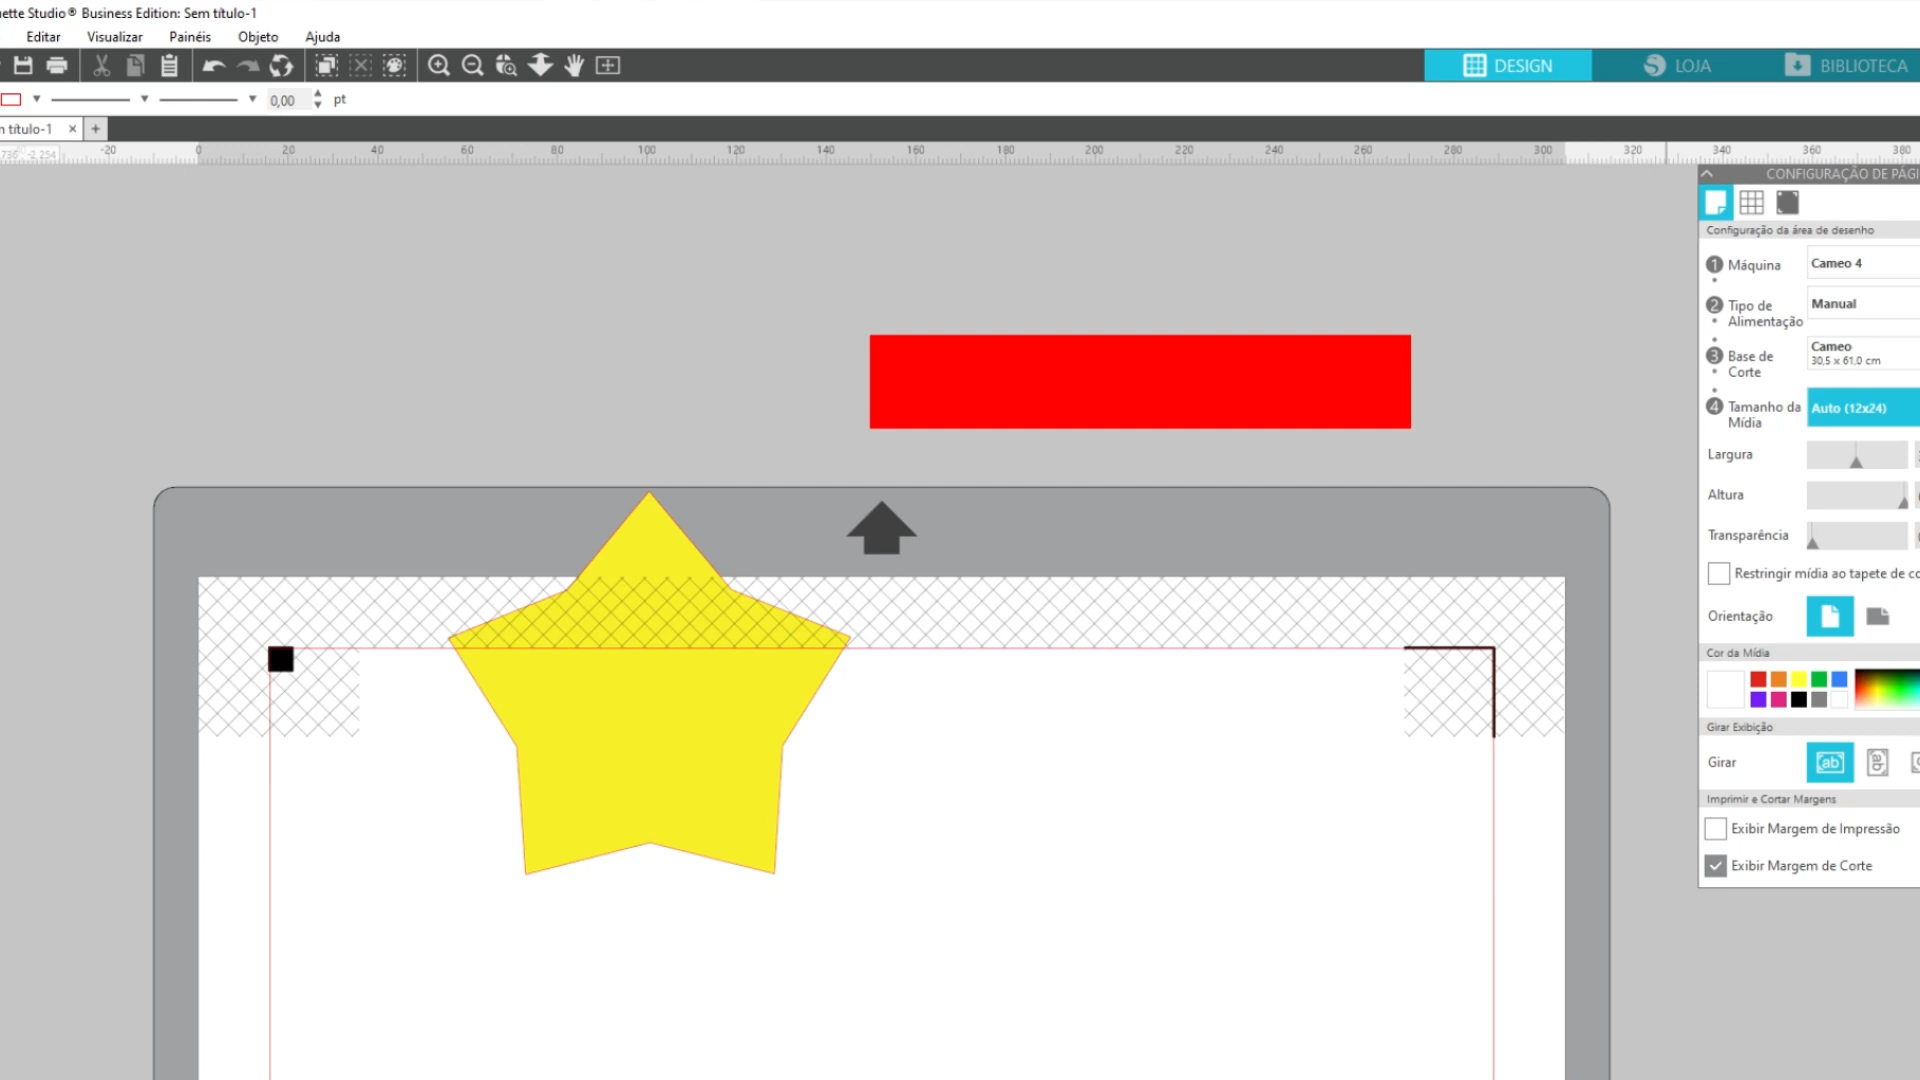 ette Studio® Business Edition: Sem título-1
Editar Visualizar Painéis Objeto Ajuda
DESIGN LOJA BIBLIOTECA
0,00 pt
título-1 × +
-20 0 20 40 60 80 100 120 140 160 180 200 220 240 260 280 300 320 340 360 380
CONFIGURAÇÃO DE PÁGI
Configuração da área de desenho
1 Máquina Cameo 4
2 Tipo de Alimentação Manual
3 Base de Corte Cameo
30,5 x 61,0 cm
4 Tamanho da Mídia Auto (12x24)
Largura
Altura
Transparência
Restringir mídia ao tapete de co
Orientação
Cor da Mídia
Girar Exibição
Girar ab ab
Imprimir e Cortar Margens
Exibir Margem de Impressão
Exibir Margem de Corte